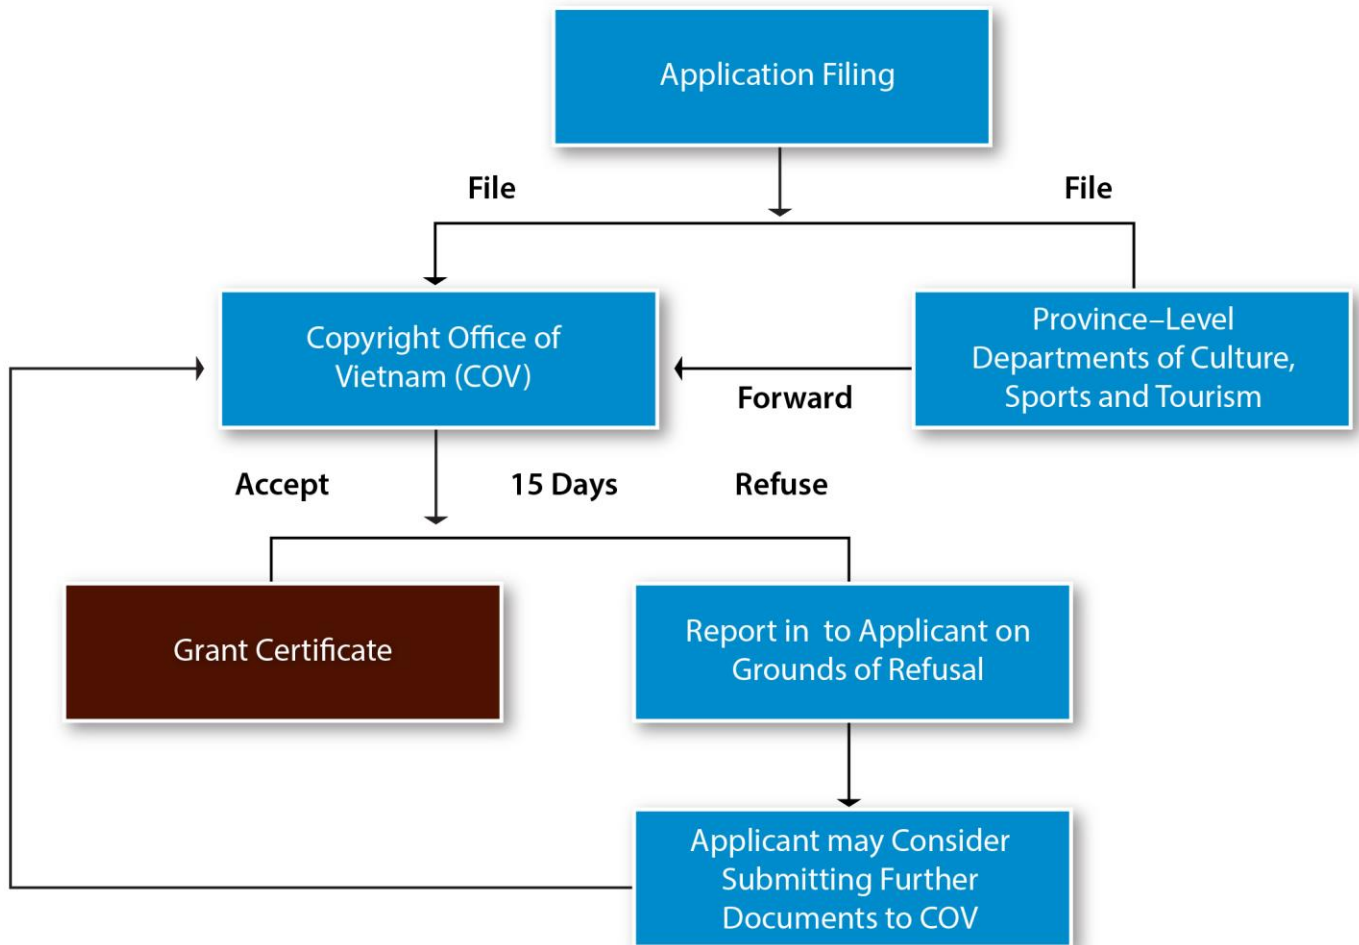 Application Filing
File
File
Copyright Office of
Vietnam (COV)
Province–Level
Departments of Culture,
Sports and Tourism
Forward
Accept
15 Days
Refuse
Grant Certificate
Report in to Applicant on
Grounds of Refusal
Applicant may Consider
Submitting Further
Documents to COV